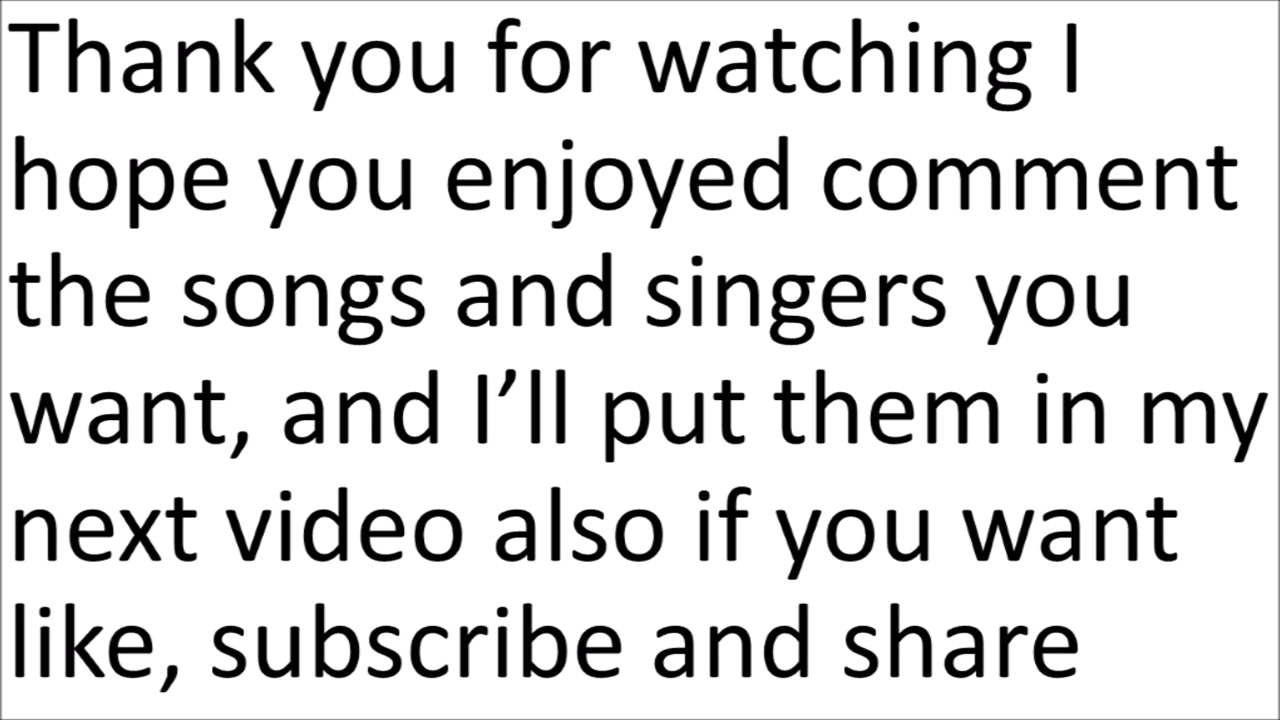 Thank you for watching I
hope you enjoyed comment
the songs and singers you
want, and I’ll put them in my
next video also if you want
like, subscribe and share